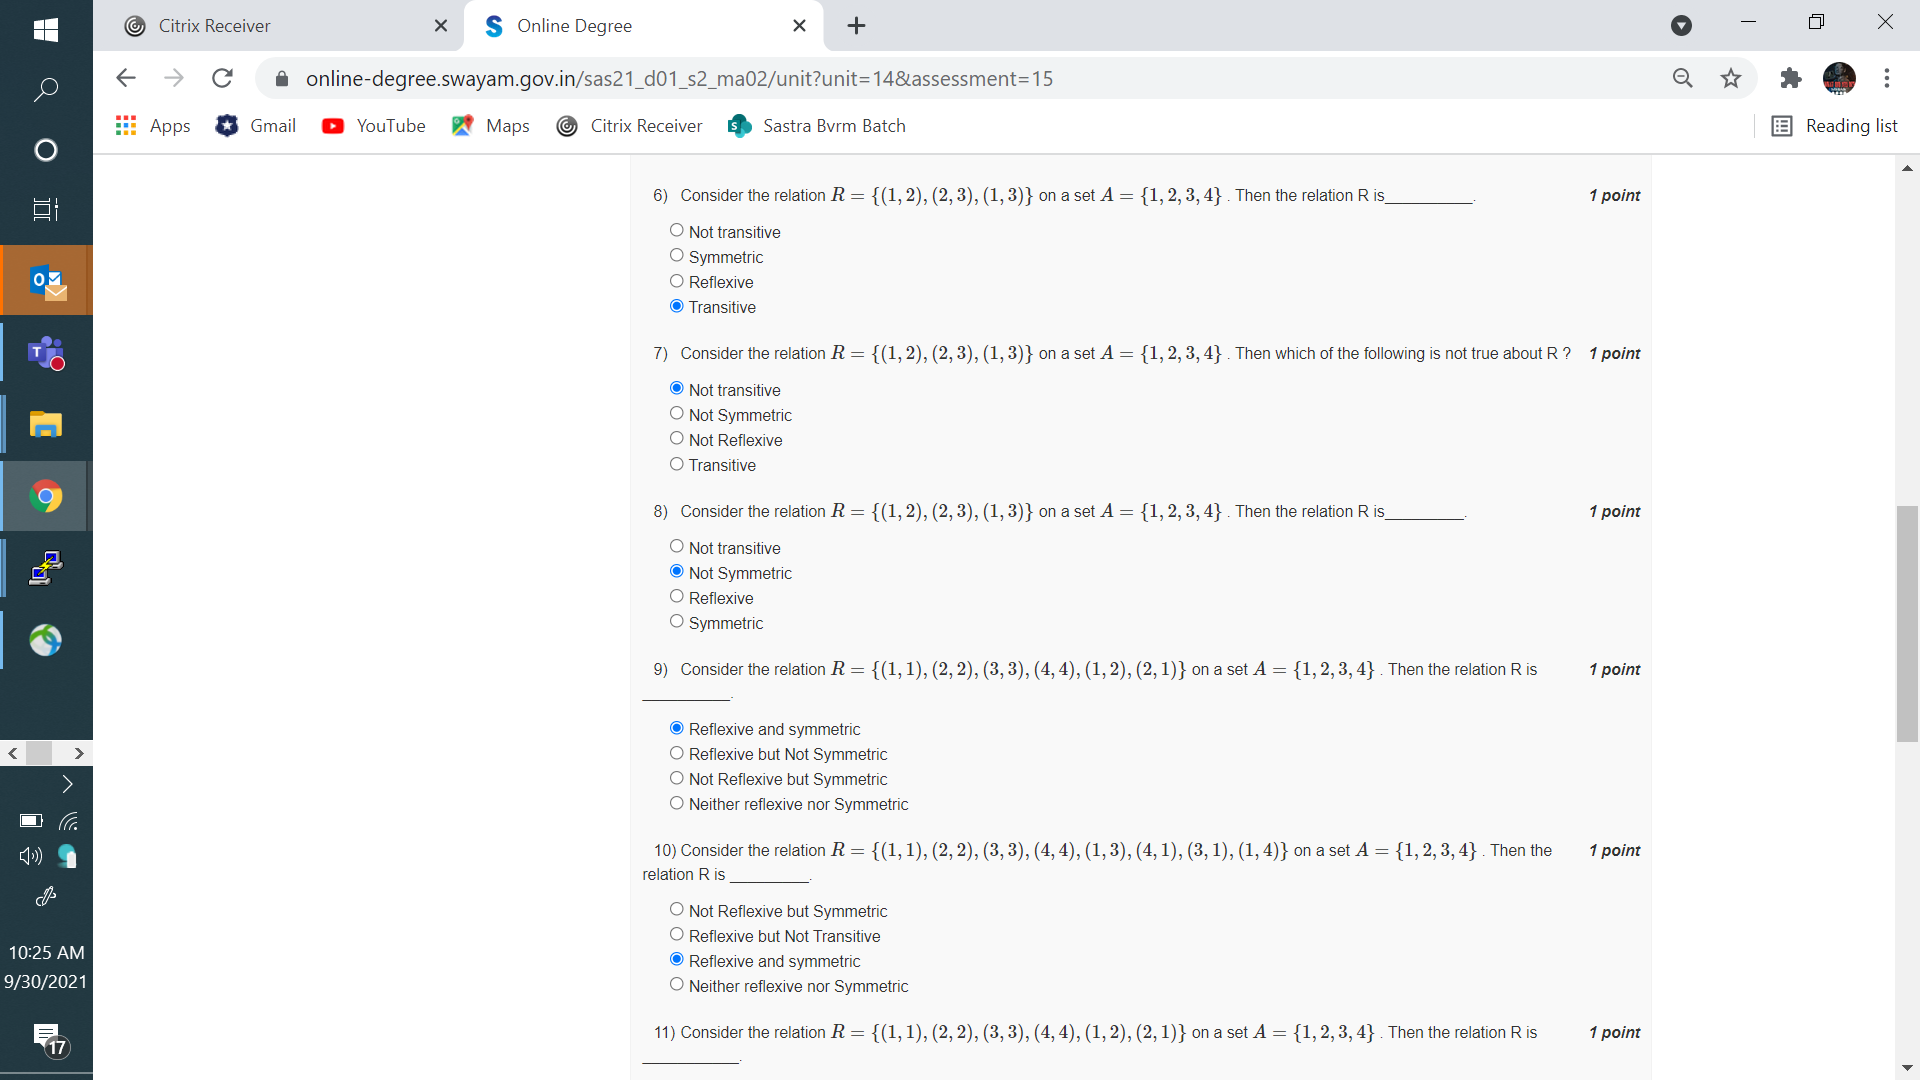 Citrix Receiver
Online Degree
online-degree.swayam.gov.in/sas21_d01_s2_ma02/unit?unit=14&assessment=15
Apps Gmail YouTube Maps Citrix Receiver Sastra Bvrm Batch Reading list
6) Consider the relation R = {(1, 2), (2, 3), (1, 3)} on a set A = {1, 2, 3, 4} . Then the relation R is__________. 1 point
Not transitive
Symmetric
Reflexive
Transitive
7) Consider the relation R = {(1, 2), (2, 3), (1, 3)} on a set A = {1, 2, 3, 4} . Then which of the following is not true about R ? 1 point
Not transitive
Not Symmetric
Not Reflexive
Transitive
8) Consider the relation R = {(1, 2), (2, 3), (1, 3)} on a set A = {1, 2, 3, 4} . Then the relation R is_________. 1 point
Not transitive
Not Symmetric
Reflexive
Symmetric
9) Consider the relation R = {(1, 1), (2, 2), (3, 3), (4, 4), (1, 2), (2, 1)} on a set A = {1, 2, 3, 4} . Then the relation R is 1 point
__________.
Reflexive and symmetric
Reflexive but Not Symmetric
Not Reflexive but Symmetric
Neither reflexive nor Symmetric
10) Consider the relation R = {(1, 1), (2, 2), (3, 3), (4, 4), (1, 3), (4, 1), (3, 1), (1, 4)} on a set A = {1, 2, 3, 4} . Then the 1 point
relation R is _________.
Not Reflexive but Symmetric
Reflexive but Not Transitive
Reflexive and symmetric
Neither reflexive nor Symmetric
11) Consider the relation R = {(1, 1), (2, 2), (3, 3), (4, 4), (1, 2), (2, 1)} on a set A = {1, 2, 3, 4} . Then the relation R is 1 point
___________.
10:25 AM
9/30/2021
17